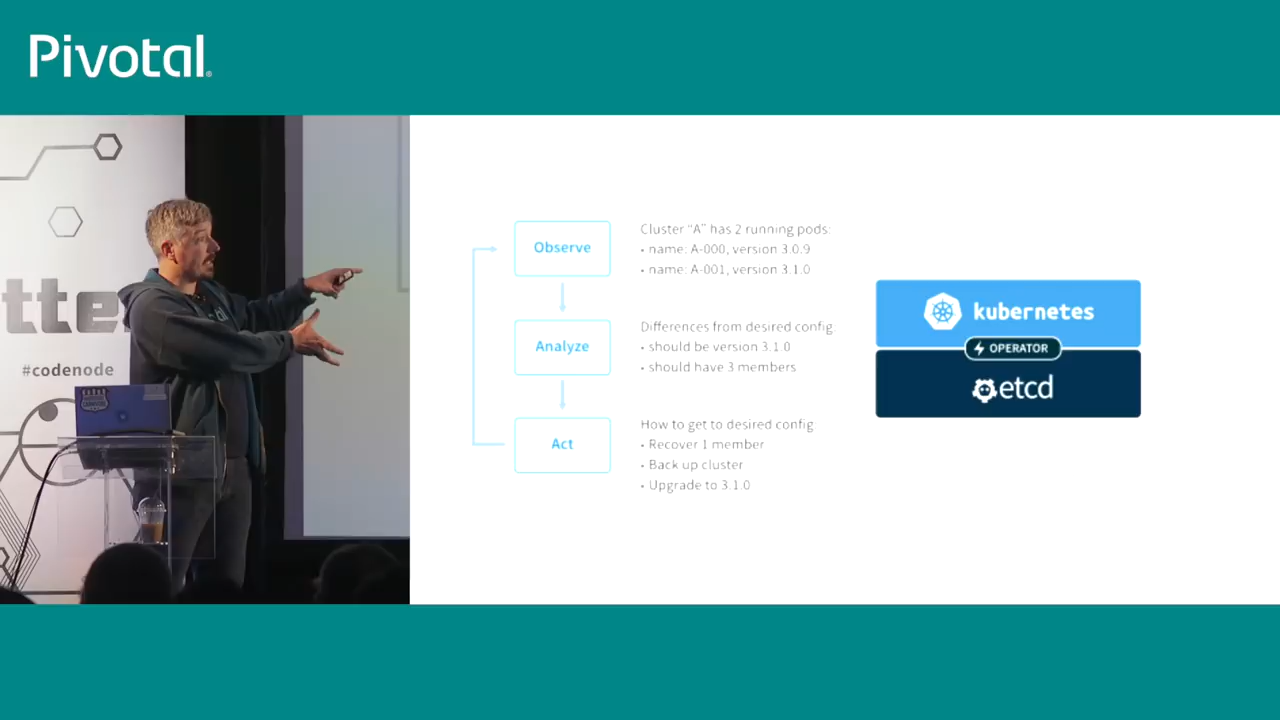 Pivotal
tte
#codenode
Observe
Cluster "A" has 2 running pods:
• name: A-000, version 3.0.9
• name: A-001, version 3.1.0
Analyze
Differences from desired config
• should be version 3.1.0
• should have 3 members
Act
How to get to desired config
• Recover 1 member
• Back up cluster
• Upgrade to 3.1.0
kubernetes
OPERATOR
etcd